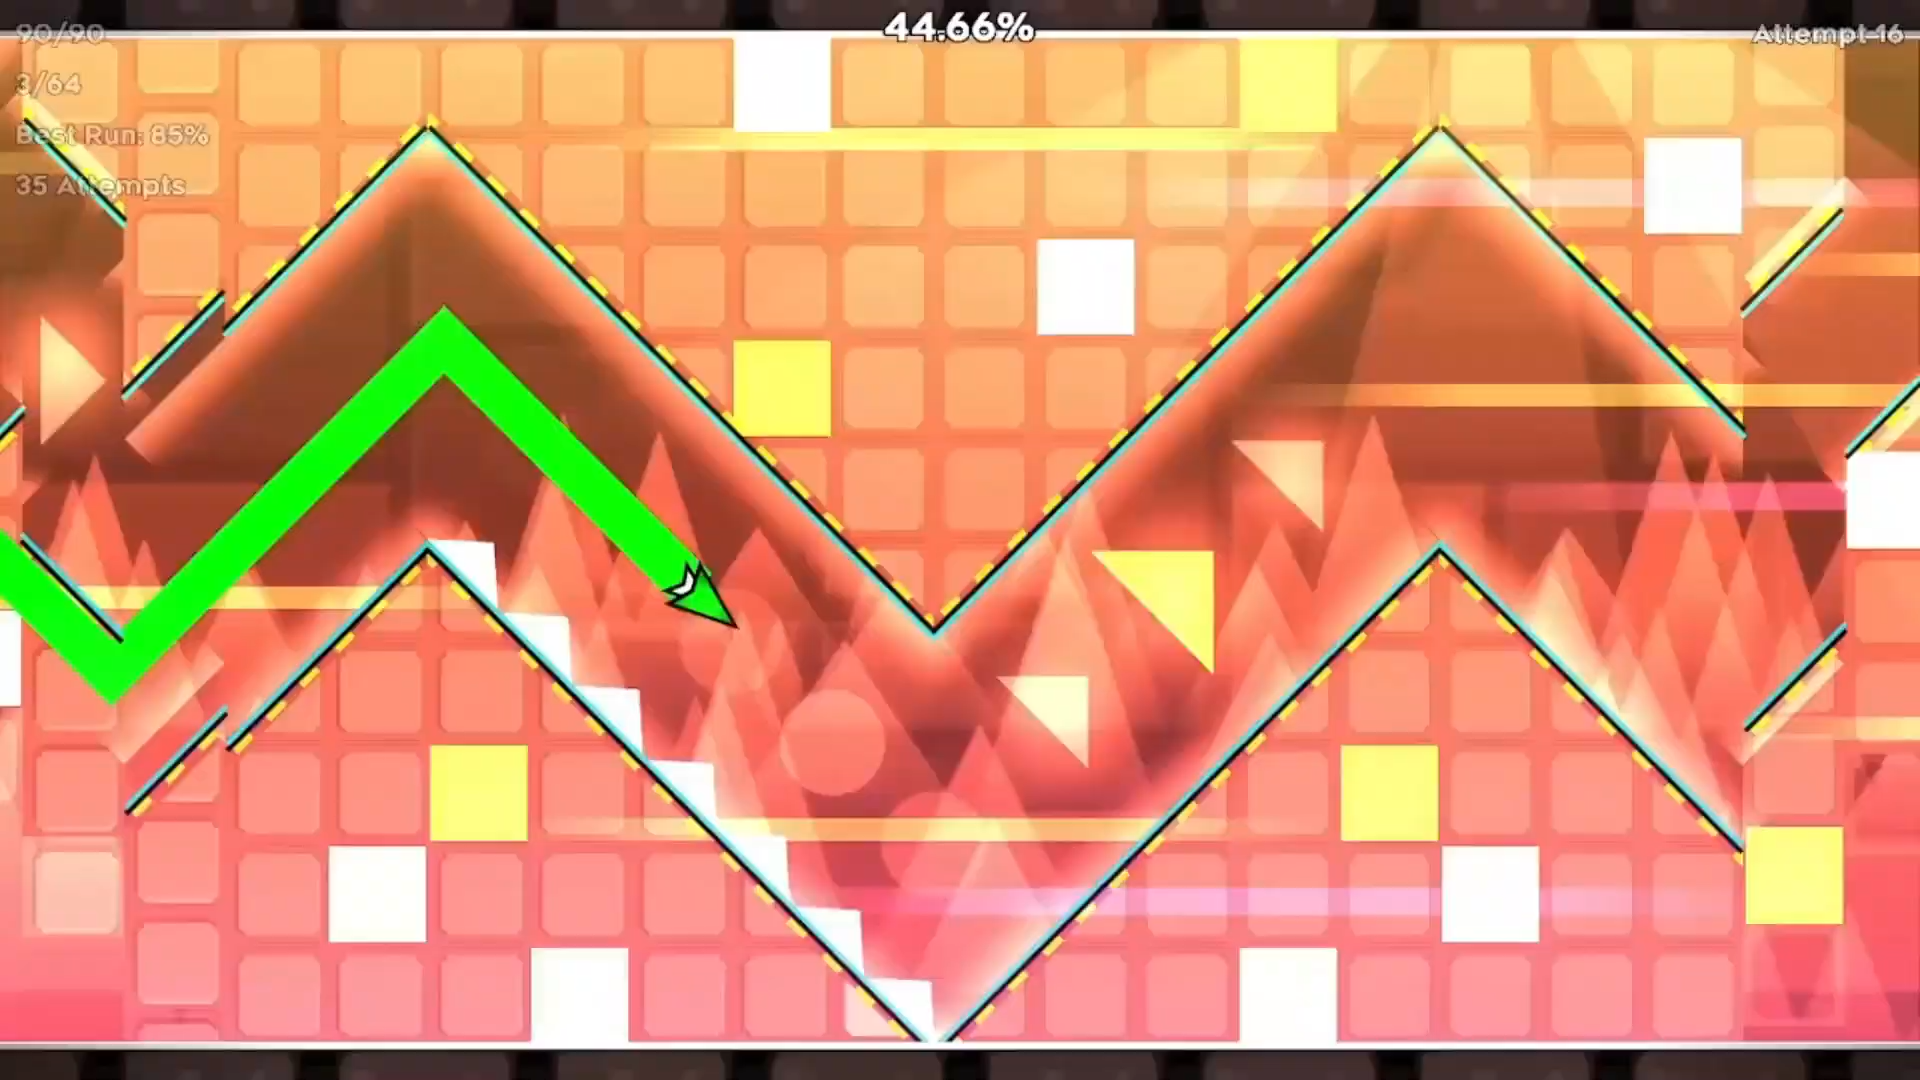 90/90
44.66%
Attempt 16
3/64
Best Run: 85%
35 Attempts